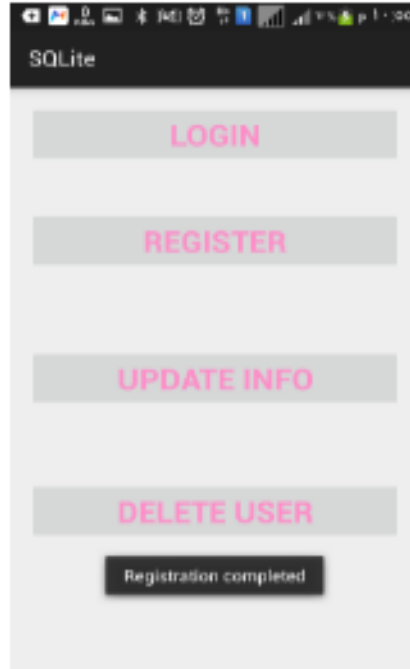 SQLite
LOGIN
REGISTER
UPDATE INFO
DELETE USER
Registration completed